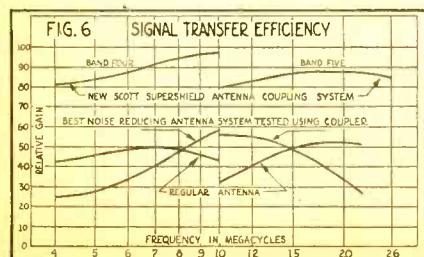 FIG. 6 SIGNAL TRANSFER EFFICIENCY
100
90
80
70
60
50
40
30
20
10
0
RELATIVE GAIN
BAND FOUR
BAND FIVE
NEW SCOTT SUPERSHIELD ANTENNA COUPLING SYSTEM
BEST NOISE REDUCING ANTENNA SYSTEM TESTED USING COUPLER
REGULAR ANTENNA
FREQUENCY IN MEGACYCLES
4 5 6 7 8 9 10 12 15 20 26